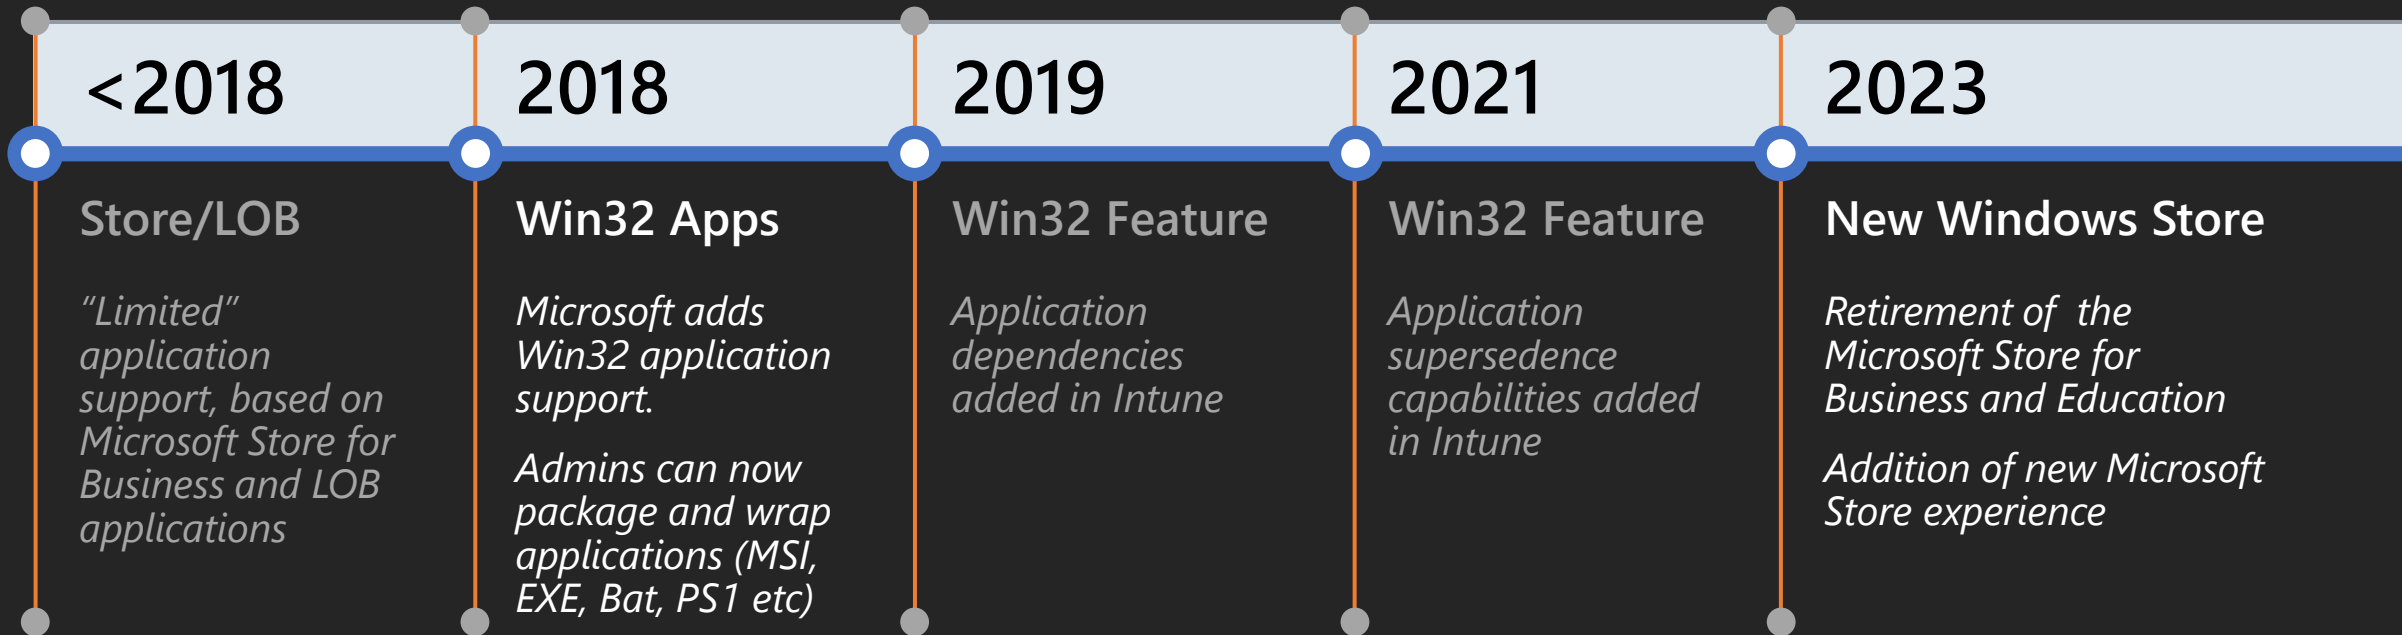 <2018
Store/LOB
“Limited”
application
support, based on
Microsoft Store for
Business and LOB
applications
2018
Win32 Apps
Microsoft adds
Win32 application
support.
Admins can now
package and wrap
applications (MSI,
EXE, Bat, PS1 etc)
2019
Win32 Feature
Application
dependencies
added in Intune
2021
Win32 Feature
Application
supersedence
capabilities added
in Intune
2023
New Windows Store
Retirement of  the
Microsoft Store for
Business and Education
Addition of new Microsoft
Store experience